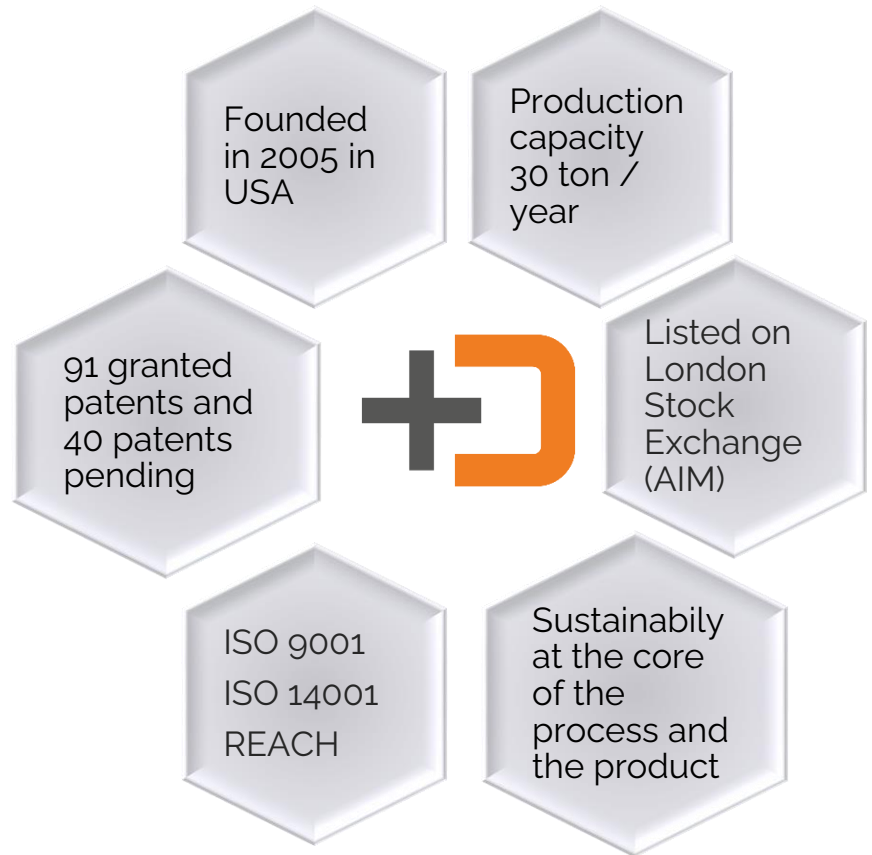 Founded
in 2005 in
USA
Production
capacity
30 ton /
year
91 granted
patents and
40 patents
pending
Listed on
London
Stock
Exchange
(AIM)
ISO 9001
ISO 14001
REACH
Sustainabily
at the core
of the
process and
the product